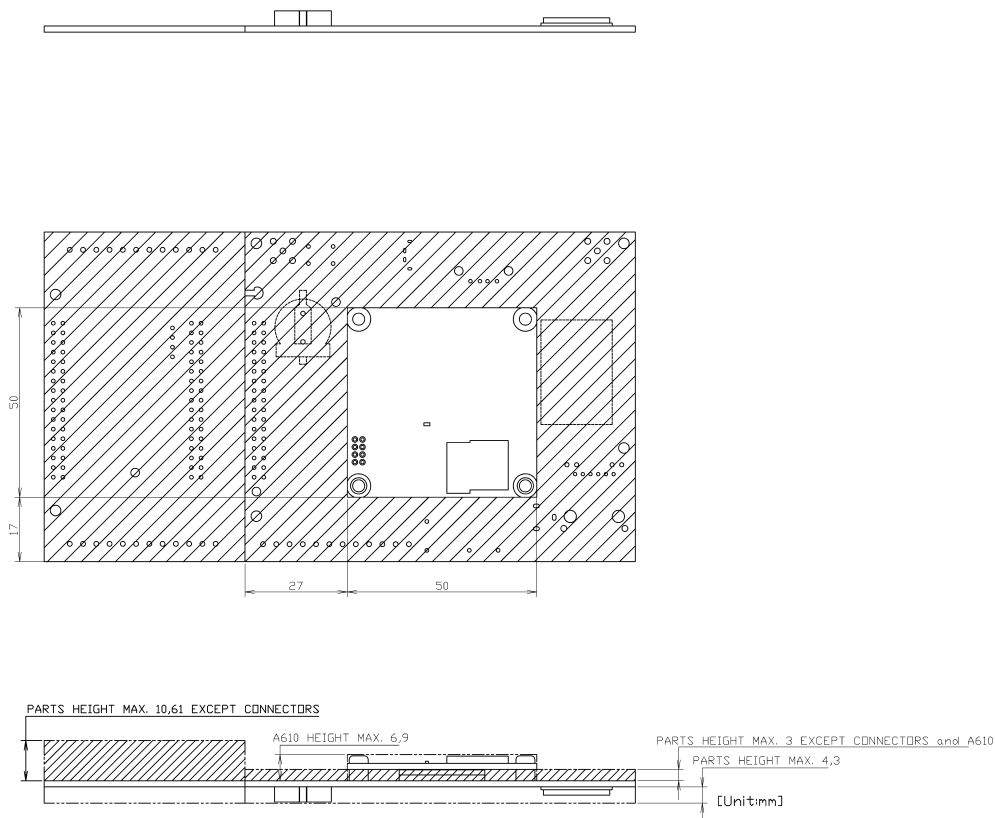 50
17
27
50
PARTS HEIGHT MAX. 10,61 EXCEPT CONNECTORS
A610 HEIGHT MAX. 6,9
PARTS HEIGHT MAX. 3 EXCEPT CONNECTORS and A610
PARTS HEIGHT MAX. 4,3
[Unit:mm]